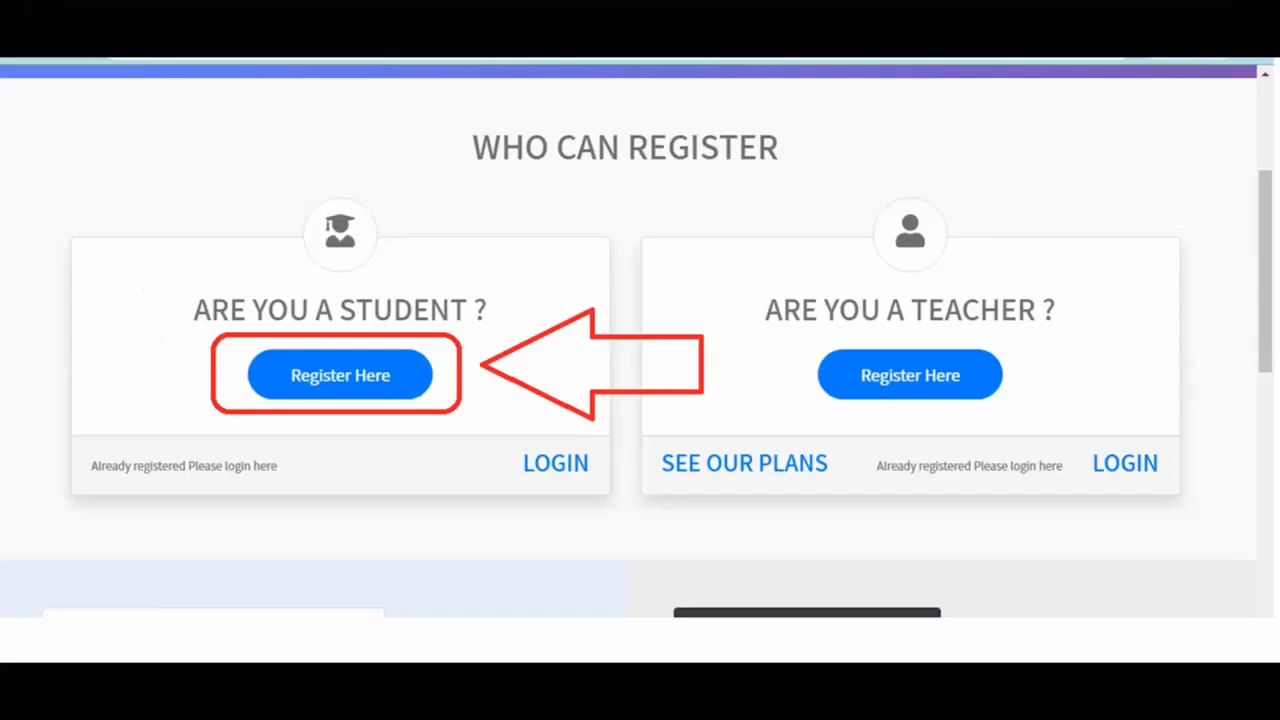 WHO CAN REGISTER
ARE YOU A STUDENT ?
Register Here
Already registered Please login here
LOGIN
ARE YOU A TEACHER ?
Register Here
SEE OUR PLANS
Already registered Please login here
LOGIN